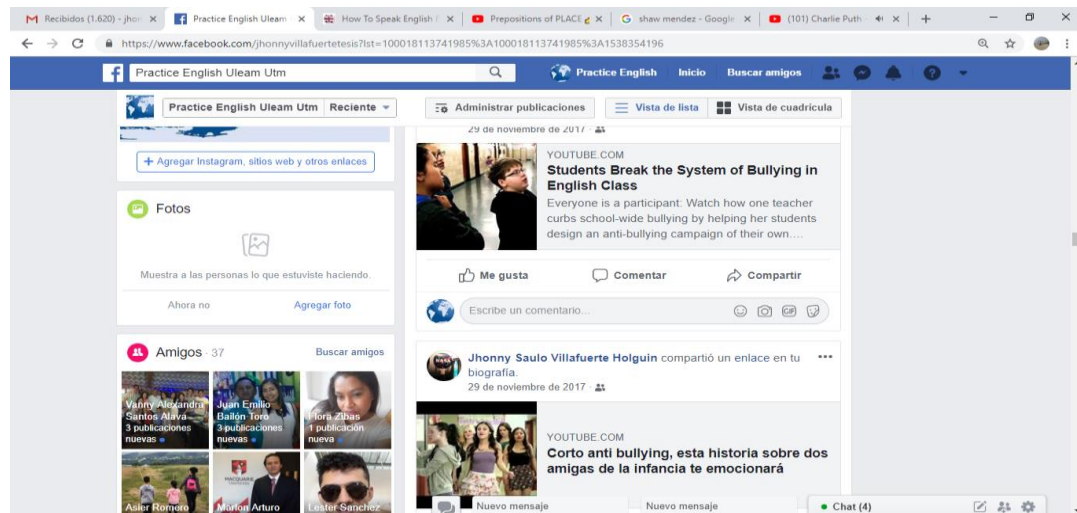 Recibidos (1.620) - jhor
Practice English Uleam
How To Speak English F
Prepositions of PLACE
shaw mendez - Google
(101) Charlie Puth -
https://www.facebook.com/jhonnyvillafuertetesis?lst=100018113741985%3A100018113741985%3A1538354196
Practice English Uleam Utm
Practice English Inicio Buscar amigos
Practice English Uleam Utm Reciente
Administrar publicaciones Vista de lista Vista de cuadrícula
29 de noviembre de 2017
+ Agregar Instagram, sitios web y otros enlaces
YOUTUBE.COM
Students Break the System of Bullying in
English Class
Everyone is a participant: Watch how one teacher
curbs school-wide bullying by helping her students
design an anti-bullying campaign of their own....
Fotos
Muestra a las personas lo que estuviste haciendo.
Ahora no Agregar foto
Me gusta Comentar Compartir
Escribe un comentario...
GIF
Amigos · 37 Buscar amigos
Vanny Alexandra
Santos Alava
3 publicaciones
nuevas
Juan Emilio
Bailón Toro
3 publicaciones
nuevas
Flora Zibas
1 publicación
nueva
Asier Romero
Marlon Arturo
Lester Sanchez
Jhonny Saulo Villafuerte Holguin compartió un enlace en tu
biografía.
29 de noviembre de 2017
YOUTUBE.COM
Corto anti bullying, esta historia sobre dos
amigas de la infancia te emocionará
Nuevo mensaje
Nuevo mensaje
Chat (4)